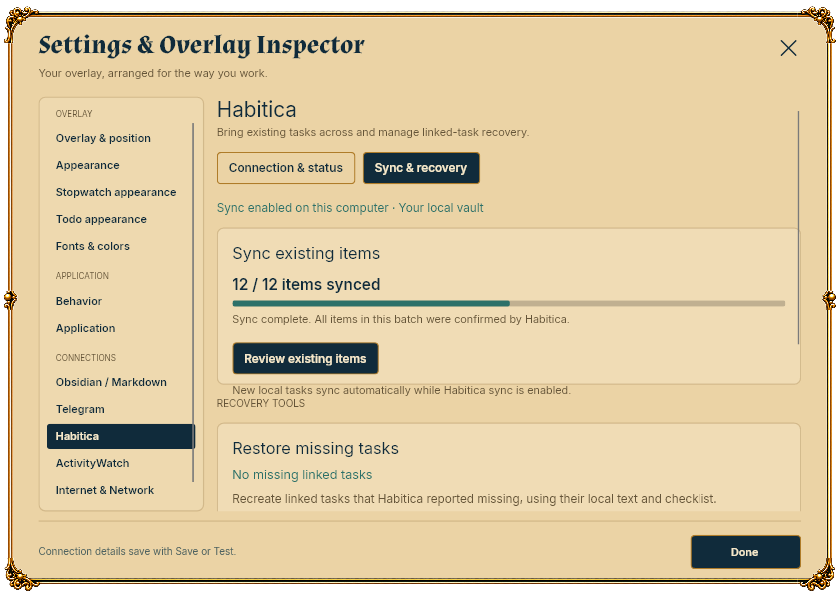 Settings & Overlay Inspector
Your overlay, arranged for the way you work.
OVERLAY
Overlay & position
Appearance
Stopwatch appearance
Todo appearance
Fonts & colors
APPLICATION
Behavior
Application
CONNECTIONS
Obsidian / Markdown
Telegram
Habitica
ActivityWatch
Internet & Network
Habitica
Bring existing tasks across and manage linked-task recovery.
Connection & status
Sync & recovery
Sync enabled on this computer · Your local vault
Sync existing items
12 / 12 items synced
Sync complete. All items in this batch were confirmed by Habitica.
Review existing items
New local tasks sync automatically while Habitica sync is enabled.
RECOVERY TOOLS
Restore missing tasks
No missing linked tasks
Recreate linked tasks that Habitica reported missing, using their local text and checklist.
Connection details save with Save or Test.
Done